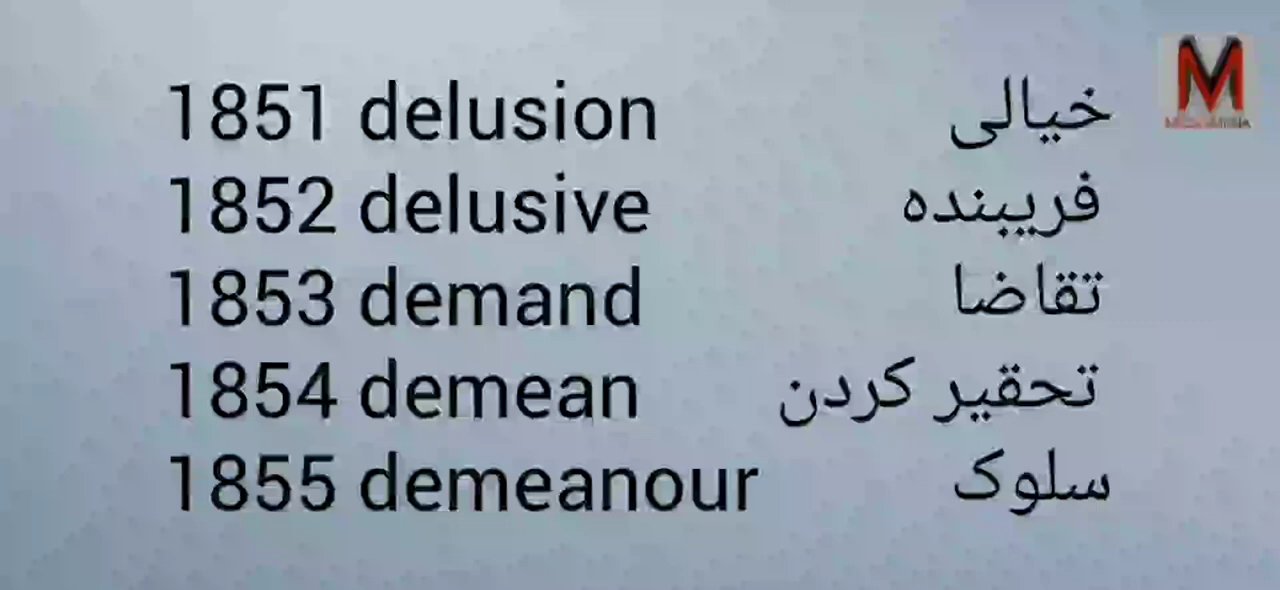 1851 delusion خیالی
1852 delusive فریبنده
1853 demand تقاضا
1854 demean تحقیر کردن
1855 demeanour سلوک
M